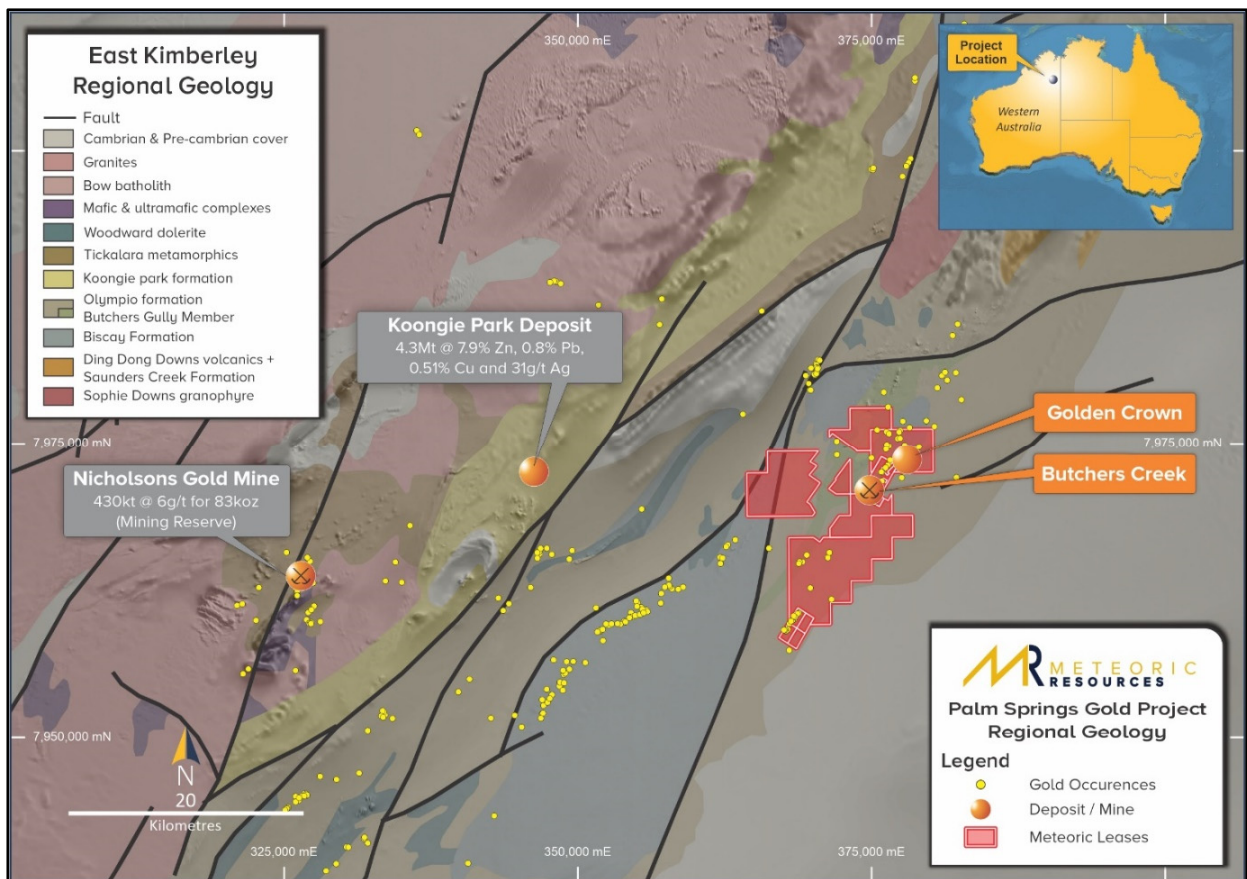 350,000 mE
375,000 mE
East Kimberley
Regional Geology
Fault
Cambrian & Pre-cambrian cover
Granites
Bow batholith
Mafic & ultramafic complexes
Woodward dolerite
Tickalara metamorphics
Koongie park formation
Olympio formation
Butchers Gully Member
Biscay Formation
Ding Dong Downs volcanics +
Saunders Creek Formation
Sophie Downs granophyre
Project
Location
Western
Australia
Koongie Park Deposit
4.3Mt @ 7.9% Zn, 0.8% Pb,
0.51% Cu and 31g/t Ag
Golden Crown
7,975,000 mN
7,975,000 mN
Butchers Creek
Nicholsons Gold Mine
430kt @ 6g/t for 83koz
(Mining Reserve)
7,950,000 mN
N
20
Kilometres
325,000 mE
350,000 mE
375,000 mE
MR METEORIC
RESOURCES
Palm Springs Gold Project
Regional Geology
Legend
Gold Occurences
Deposit / Mine
Meteoric Leases